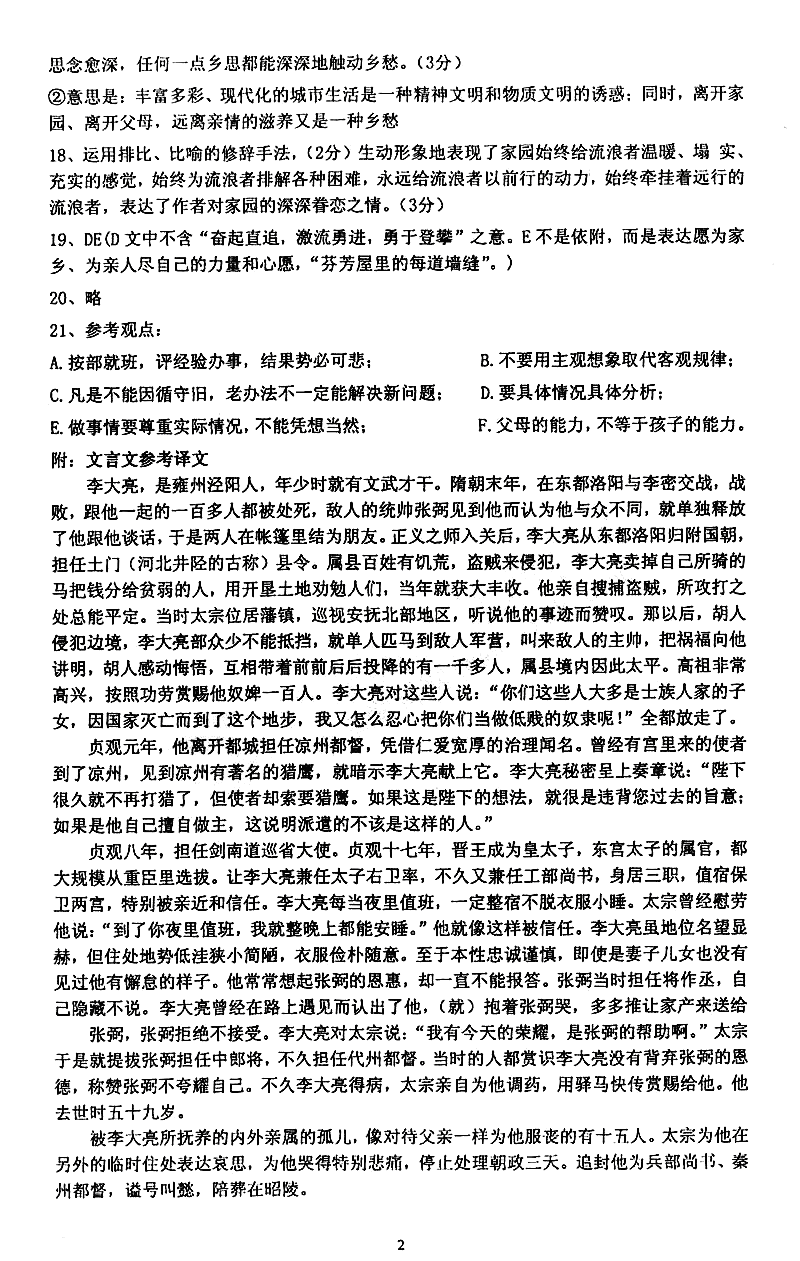 思念愈深，任何一点乡思都能深深地触动乡愁。（3分）
②意思是：丰富多彩、现代化的城市生活是一种精神文明和物质文明的诱惑；同时，离开家
园、离开父母，远离亲情的滋养又是一种乡愁
18、运用排比、比喻的修辞手法，（2分）生动形象地表现了家园始终给流浪者温暖、塌 实、
充实的感觉，始终为流浪者排解各种困难，永远给流浪者以前行的动力，始终牵挂着远行的
流浪者，表达了作者对家园的深深眷恋之情。（3分）
19、DE(D 文中不含“奋起直追，激流勇进，勇于登攀”之意。E 不是依附，而是表达愿为家
乡、为亲人尽自己的力量和心愿，“芬芳屋里的每道墙缝”。）
20、略
21、参考观点：
A.按部就班，评经验办事，结果势必可悲； B.不要用主观想象取代客观规律；
C.凡是不能因循守旧，老办法不一定能解决新问题； D.要具体情况具体分析；
E.做事情要尊重实际情况，不能凭想当然； F.父母的能力，不等于孩子的能力。
附：文言文参考译文
李大亮，是雍州泾阳人，年少时就有文武才干。隋朝末年，在东都洛阳与李密交战，战
败，跟他一起的一百多人都被处死，敌人的统帅张弼见到他而认为他与众不同，就单独释放
了他跟他谈话，于是两人在帐篷里结为朋友。正义之师入关后，李大亮从东都洛阳归附国朝，
担任土门（河北井陉的古称）县令。属县百姓有饥荒，盗贼来侵犯，李大亮卖掉自己所骑的
马把钱分给贫弱的人，用开垦土地劝勉人们，当年就获大丰收。他亲自搜捕盗贼，所攻打之
处总能平定。当时太宗位居藩镇，巡视安抚北部地区，听说他的事迹而赞叹。那以后，胡人
侵犯边境，李大亮部众少不能抵挡，就单人匹马到敌人军营，叫来敌人的主帅，把祸福向他
讲明，胡人感动悔悟，互相带着前前后后投降的有一千多人，属县境内因此太平。高祖非常
高兴，按照功劳赏赐他奴婢一百人。李大亮对这些人说：“你们这些人大多是士族人家的子
女，因国家灭亡而到了这个地步，我又怎么忍心把你们当做低贱的奴隶呢！”全都放走了。
贞观元年，他离开都城担任凉州都督，凭借仁爱宽厚的治理闻名。曾经有宫里来的使者
到了凉州，见到凉州有著名的猎鹰，就暗示李大亮献上它。李大亮秘密呈上奏章说：“陛下
很久就不再打猎了，但使者却索要猎鹰。如果这是陛下的想法，就很是违背您过去的旨意；
如果是他自己擅自做主，这说明派遣的不该是这样的人。”
贞观八年，担任剑南道巡省大使。贞观十七年，晋王成为皇太子，东宫太子的属官，都
大规模从重臣里选拔。让李大亮兼任太子右卫率，不久又兼任工部尚书，身居三职，值宿保
卫两宫，特别被亲近和信任。李大亮每当夜里值班，一定整宿不脱衣服小睡。太宗曾经慰劳
他说：“到了你夜里值班，我就整晚上都能安睡。”他就像这样被信任。李大亮虽地位名望显
赫，但住处地势低洼狭小简陋，衣服俭朴随意。至于本性忠诚谨慎，即使是妻子儿女也没有
见过他有懈怠的样子。他常常想起张弼的恩惠，却一直不能报答。张弼当时担任将作丞，自
己隐藏不说。李大亮曾经在路上遇见而认出了他，（就）抱着张弼哭，多多推让家产来送给
张弼，张弼拒绝不接受。李大亮对太宗说：“我有今天的荣耀，是张弼的帮助啊。”太宗
于是就提拔张弼担任中郎将，不久担任代州都督。当时的人都赏识李大亮没有背弃张弼的恩
德，称赞张弼不夸耀自己。不久李大亮得病，太宗亲自为他调药，用驿马快传赏赐给他。他
去世时五十九岁。
被李大亮所抚养的内外亲属的孤儿，像对待父亲一样为他服丧的有十五人。太宗为他在
另外的临时住处表达哀思，为他哭得特别悲痛，停止处理朝政三天。追封他为兵部尚书、秦
州都督，谥号叫懿，陪葬在昭陵。
2